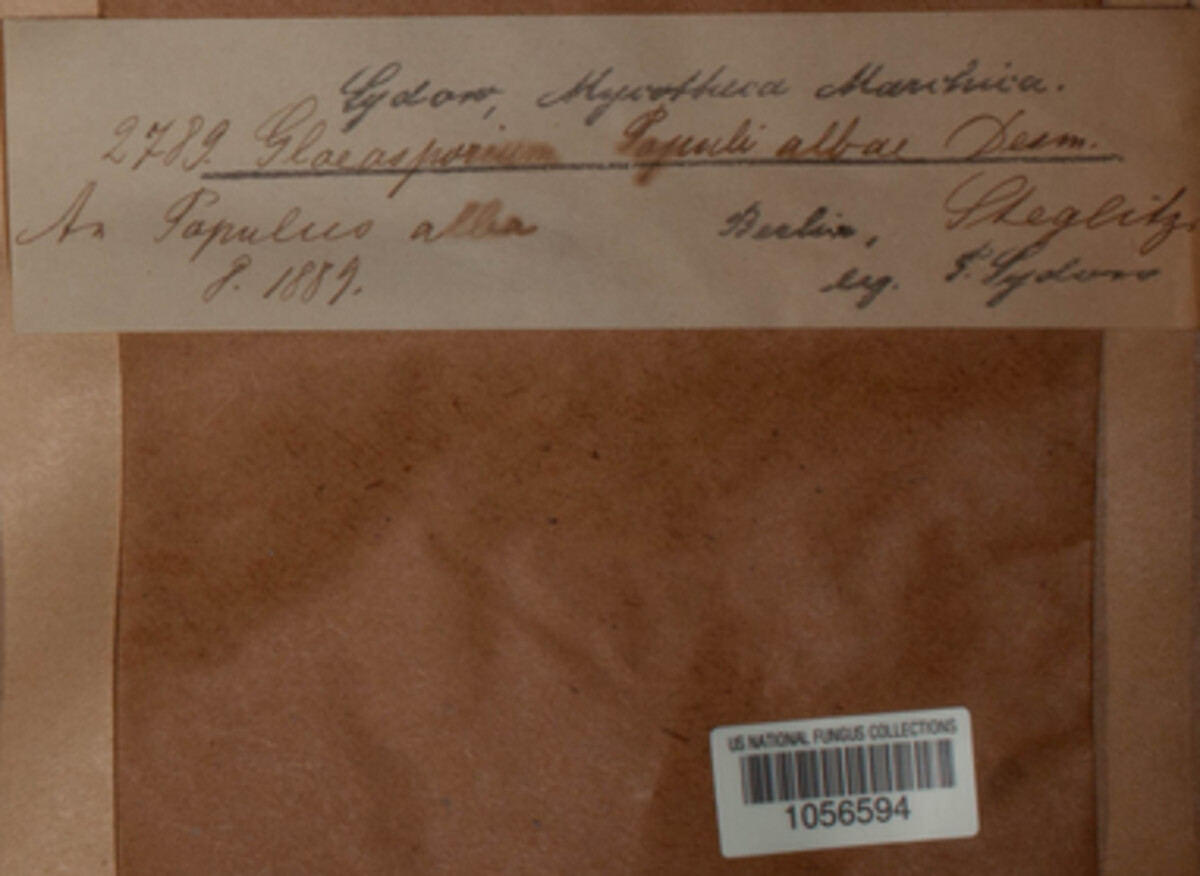 Sydow, Mycotheca Marchica.
2789. Gloeosporium Populi albae Desm.
An Populus alba Berlin, Steglitz
8. 1889. leg. P. Sydow
US NATIONAL FUNGUS COLLECTIONS
1056594